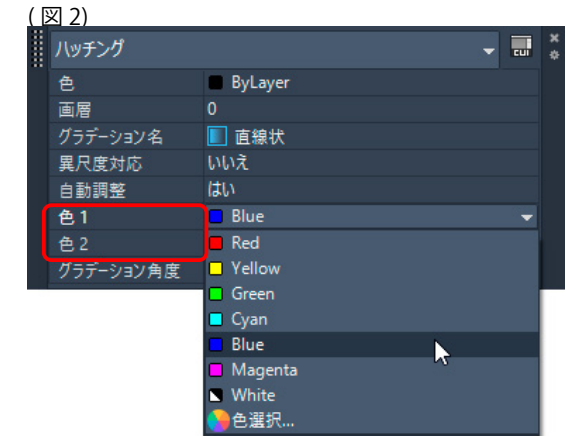 (図 2)
ハッチング
CUI
色 ByLayer
画層 0
グラデーション名 直線状
異尺度対応 いいえ
自動調整 はい
色 1 Blue
色 2 Red
グラデーション角度 Yellow
Green
Cyan
Blue
Magenta
White
色選択...